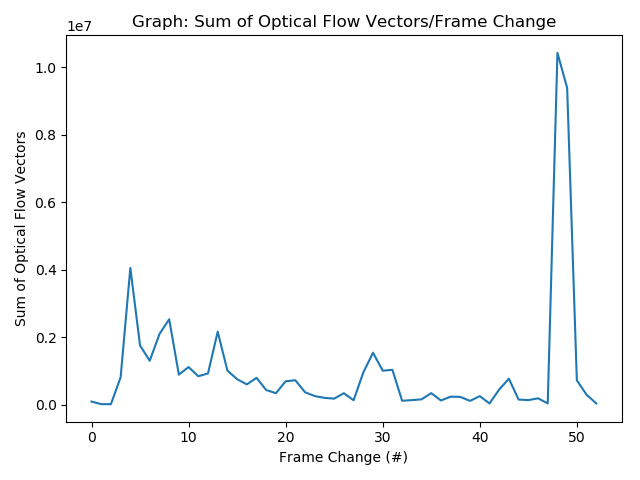 Graph: Sum of Optical Flow Vectors/Frame Change
1e7
1.0
0.8
0.6
0.4
0.2
0.0
Sum of Optical Flow Vectors
0 10 20 30 40 50
Frame Change (#)